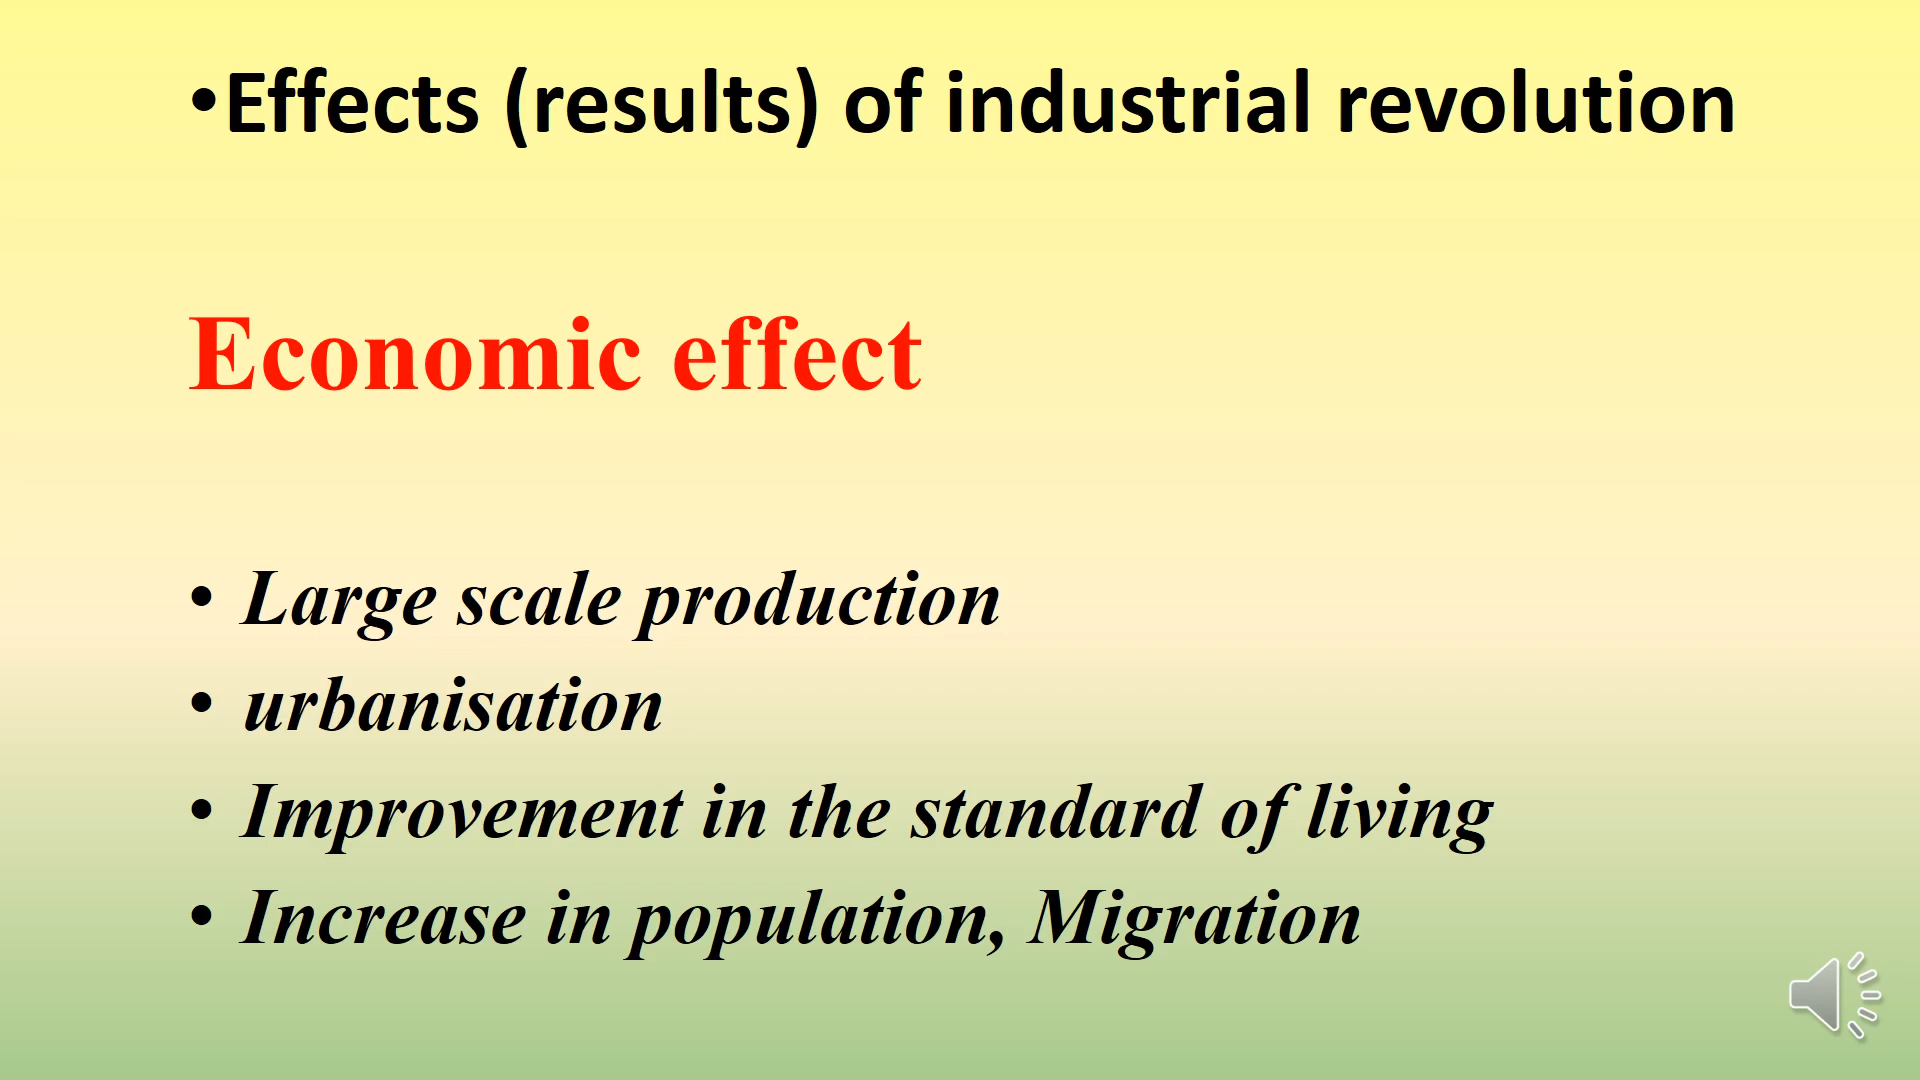 •Effects (results) of industrial revolution
Economic effect
• Large scale production
• urbanisation
• Improvement in the standard of living
• Increase in population, Migration